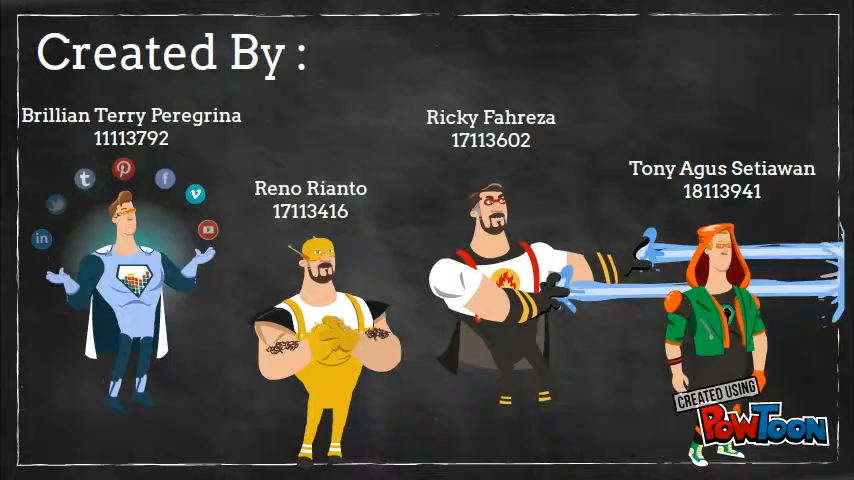 Created By :
Brillian Terry Peregrina
11113792
Reno Rianto
17113416
Ricky Fahreza
17113602
Tony Agus Setiawan
18113941
t
f
v
in
CREATED USING
POWTOON